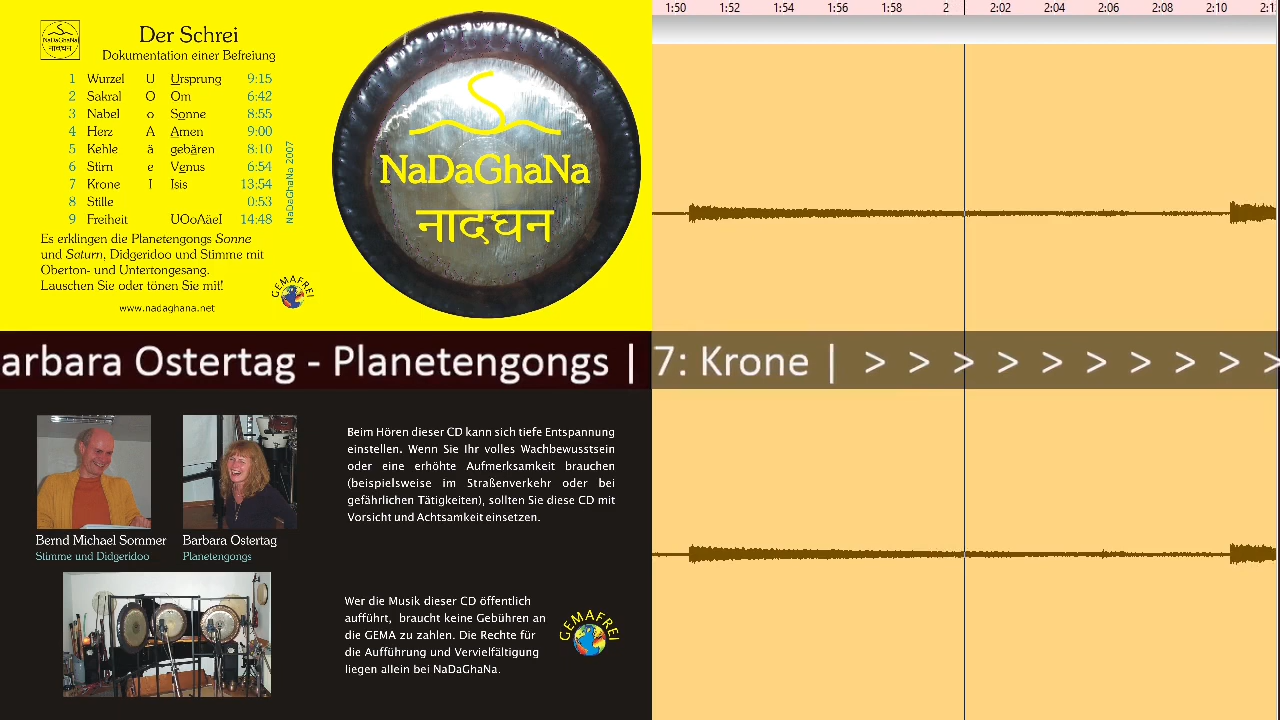 NaDaGhaNa
नादघन
Der Schrei
Dokumentation einer Befreiung
1 Wurzel U Ursprung 9:15
2 Sakral O Om 6:42
3 Nabel o Sonne 8:55
4 Herz A Amen 9:00
5 Kehle ä gebären 8:10
6 Stirn e Venus 6:54
7 Krone I Isis 13:54
8 Stille 0:53
9 Freiheit UOoAäeI 14:48
NaDaGhaNa 2007
Es erklingen die Planetengongs Sonne
und Saturn, Didgeridoo und Stimme mit
Oberton- und Untertongesang.
Lauschen Sie oder tönen Sie mit!
www.nadaghana.net
GEMAFREI
NaDaGhaNa
नादघन
1:50 1:52 1:54 1:56 1:58 2 2:02 2:04 2:06 2:08 2:10 2:1
arbara Ostertag - Planetengongs | 7: Krone | > > > > > > > > > >
Bernd Michael Sommer
Stimme und Didgeridoo
Barbara Ostertag
Planetengongs
Beim Hören dieser CD kann sich tiefe Entspannung
einstellen. Wenn Sie Ihr volles Wachbewusstsein
oder eine erhöhte Aufmerksamkeit brauchen
(beispielsweise im Straßenverkehr oder bei
gefährlichen Tätigkeiten), sollten Sie diese CD mit
Vorsicht und Achtsamkeit einsetzen.
Wer die Musik dieser CD öffentlich
aufführt, braucht keine Gebühren an
die GEMA zu zahlen. Die Rechte für
die Aufführung und Vervielfältigung
liegen allein bei NaDaGhaNa.
GEMAFREI